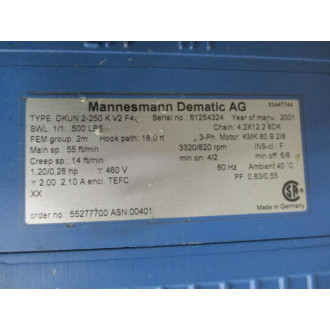 Mannesmann Dematic AG
83447744
TYPE: DKUN 2-250 K V2 F4 Serial no.: 61254324 Year of manu.: 2001
SWL: 1/1: 500 LBS Chain: 4,2X12,2 8DK
FEM group: 2m Hook path: 18,0 ft 3-Ph. Motor: KMK 80 B 2/8
Main sp. 55 ft/min 3320/820 rpm INS-cl.: F
Creep sp.: 14 ft/min min on: 4/2 min off: 6/8
1,20/0,26 hp Y 460 V 60 Hz Ambient 40°C
Y 2,00 2,10 A encl. TEFC PF: 0.83/0,55
XX
order no.: 55277700 ASN:00401
Made in Germany